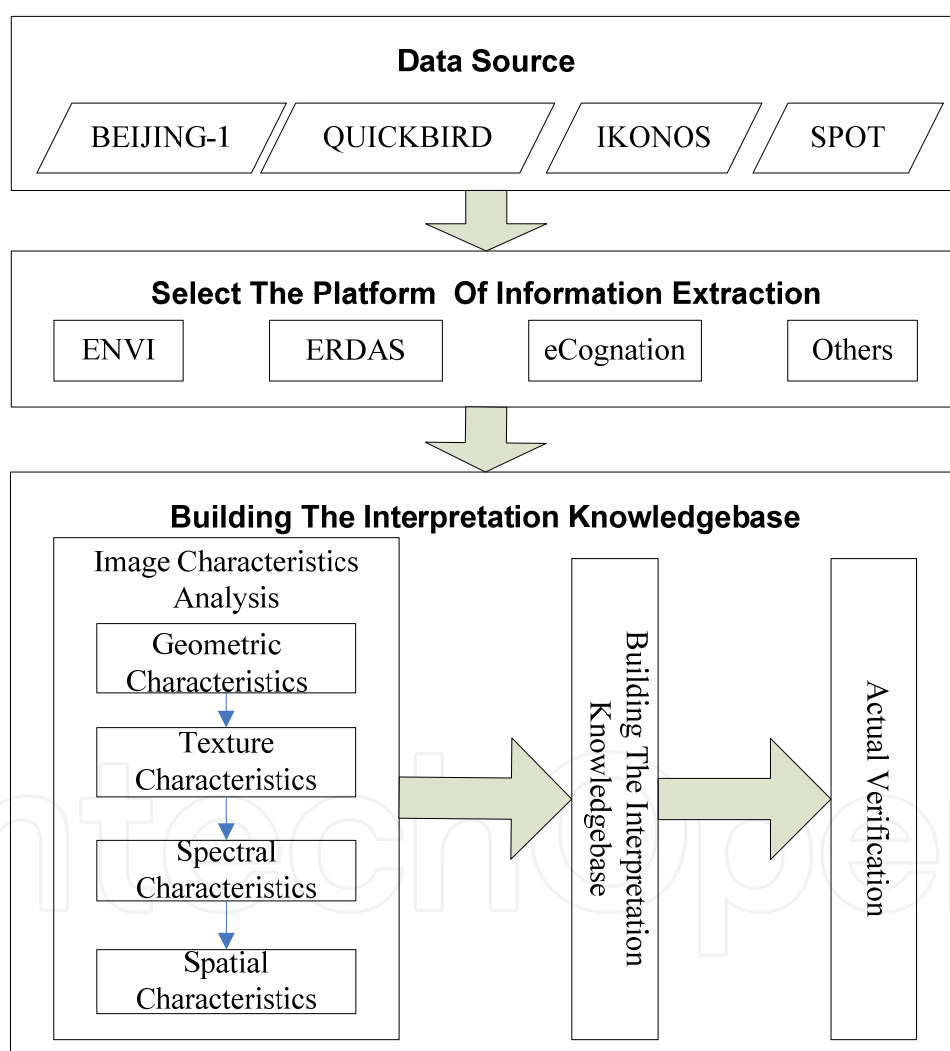 Data Source
BEIJING-1
QUICKBIRD
IKONOS
SPOT
Select The Platform Of Information Extraction
ENVI
ERDAS
eCognation
Others
Building The Interpretation Knowledgebase
Image Characteristics
Analysis
Geometric
Characteristics
Texture
Characteristics
Spectral
Characteristics
Spatial
Characteristics
Building The Interpretation
Knowledgebase
Actual Verification
ntechOpe